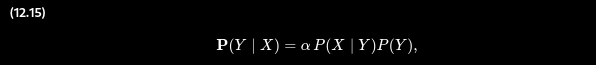 (12.15)
P(Y | X) = α P(X | Y)P(Y),